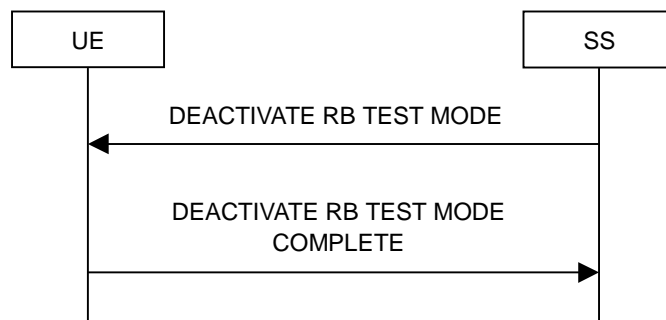 UE
SS
DEACTIVATE RB TEST MODE
DEACTIVATE RB TEST MODE
COMPLETE